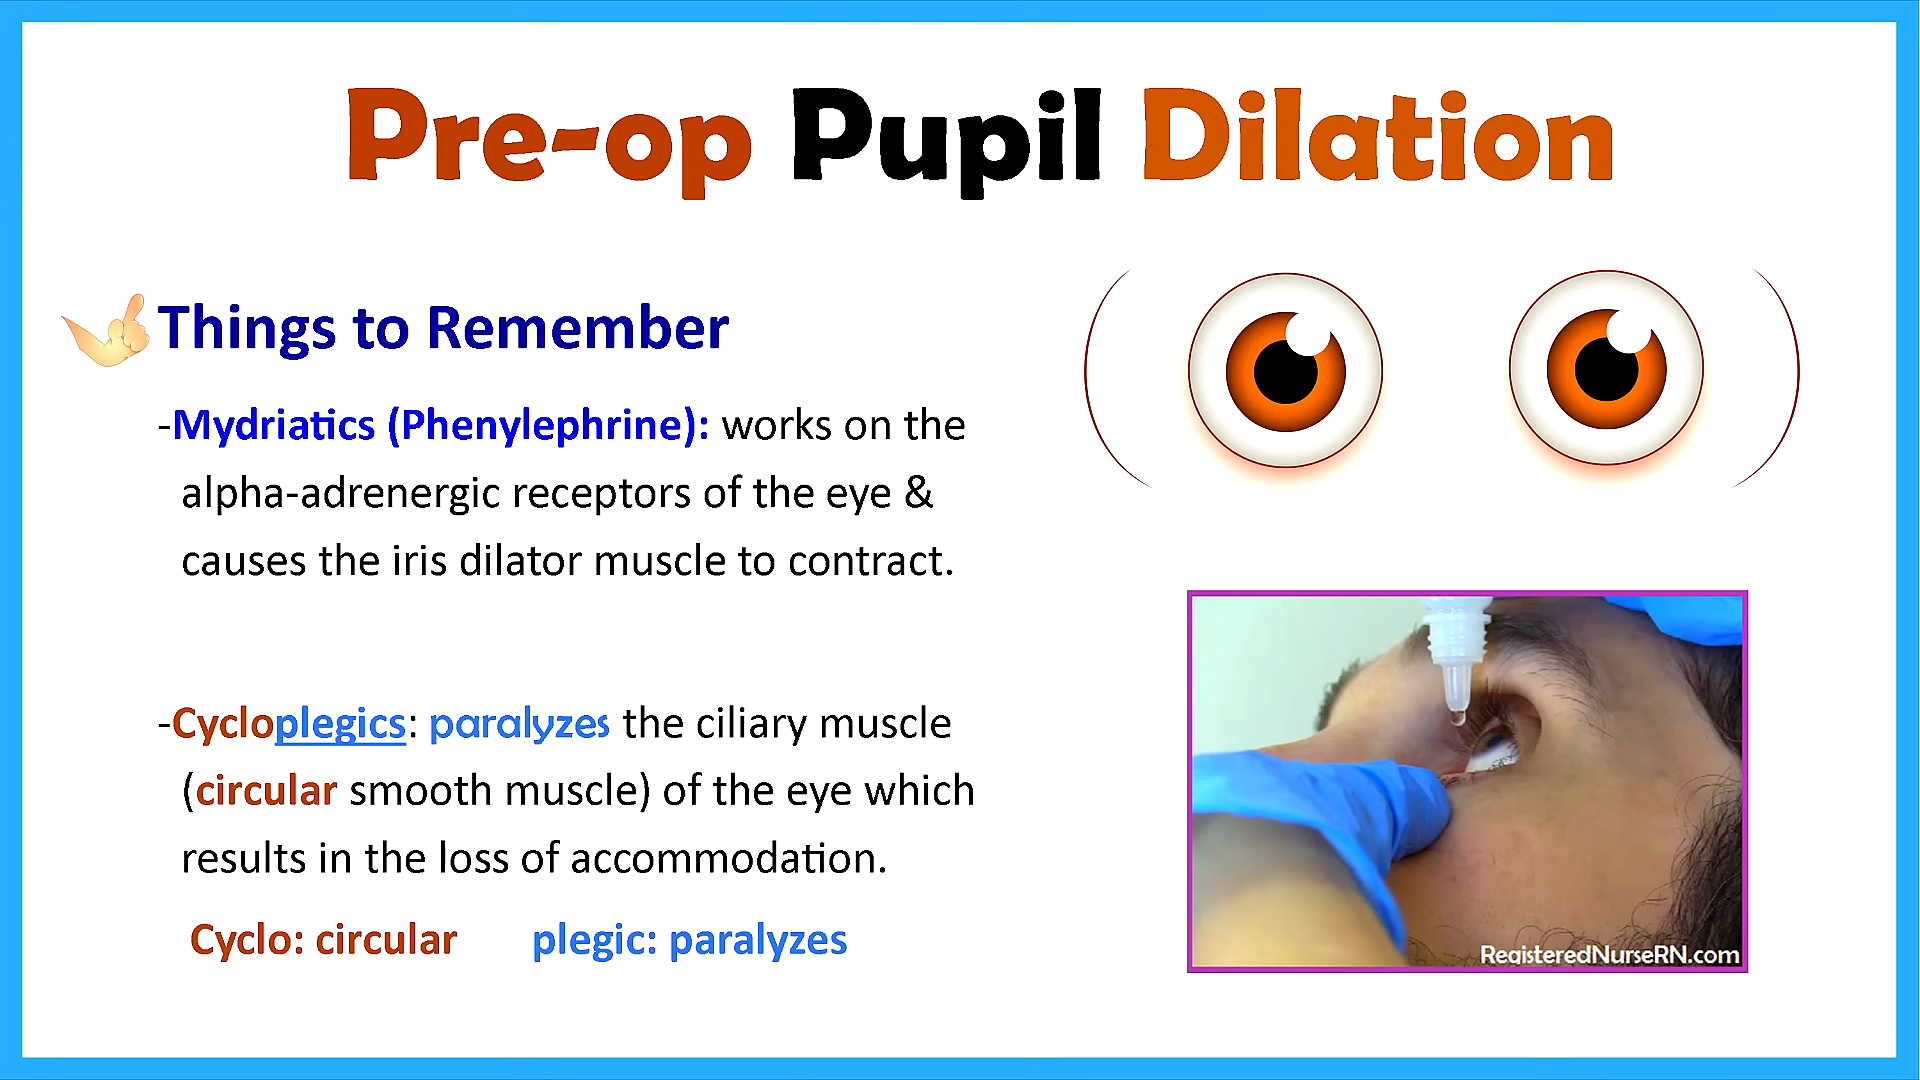 Pre-op Pupil Dilation
Things to Remember
-Mydriatics (Phenylephrine): works on the
alpha-adrenergic receptors of the eye &
causes the iris dilator muscle to contract.
-Cycloplegics: paralyzes the ciliary muscle
(circular smooth muscle) of the eye which
results in the loss of accommodation.
Cyclo: circular plegic: paralyzes
RegisteredNurseRN.com